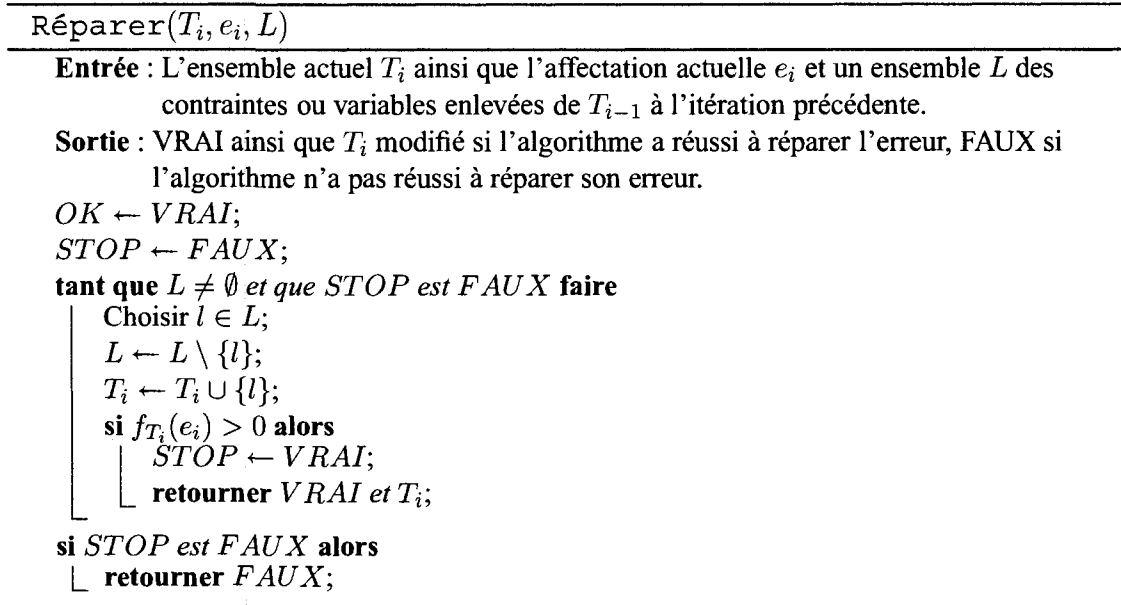 Réparer(T_i, e_i, L)
Entrée : L'ensemble actuel T_i ainsi que l'affectation actuelle e_i et un ensemble L des
contraintes ou variables enlevées de T_{i−1} à l'itération précédente.
Sortie : VRAI ainsi que T_i modifié si l'algorithme a réussi à réparer l'erreur, FAUX si
l'algorithme n'a pas réussi à réparer son erreur.
OK ← VRAI;
STOP ← FAUX;
tant que L ≠ ∅ et que STOP est FAUX faire
Choisir l ∈ L;
L ← L \ {l};
T_i ← T_i ∪ {l};
si f_{T_i}(e_i) > 0 alors
STOP ← VRAI;
retourner VRAI et T_i;
si STOP est FAUX alors
retourner FAUX;